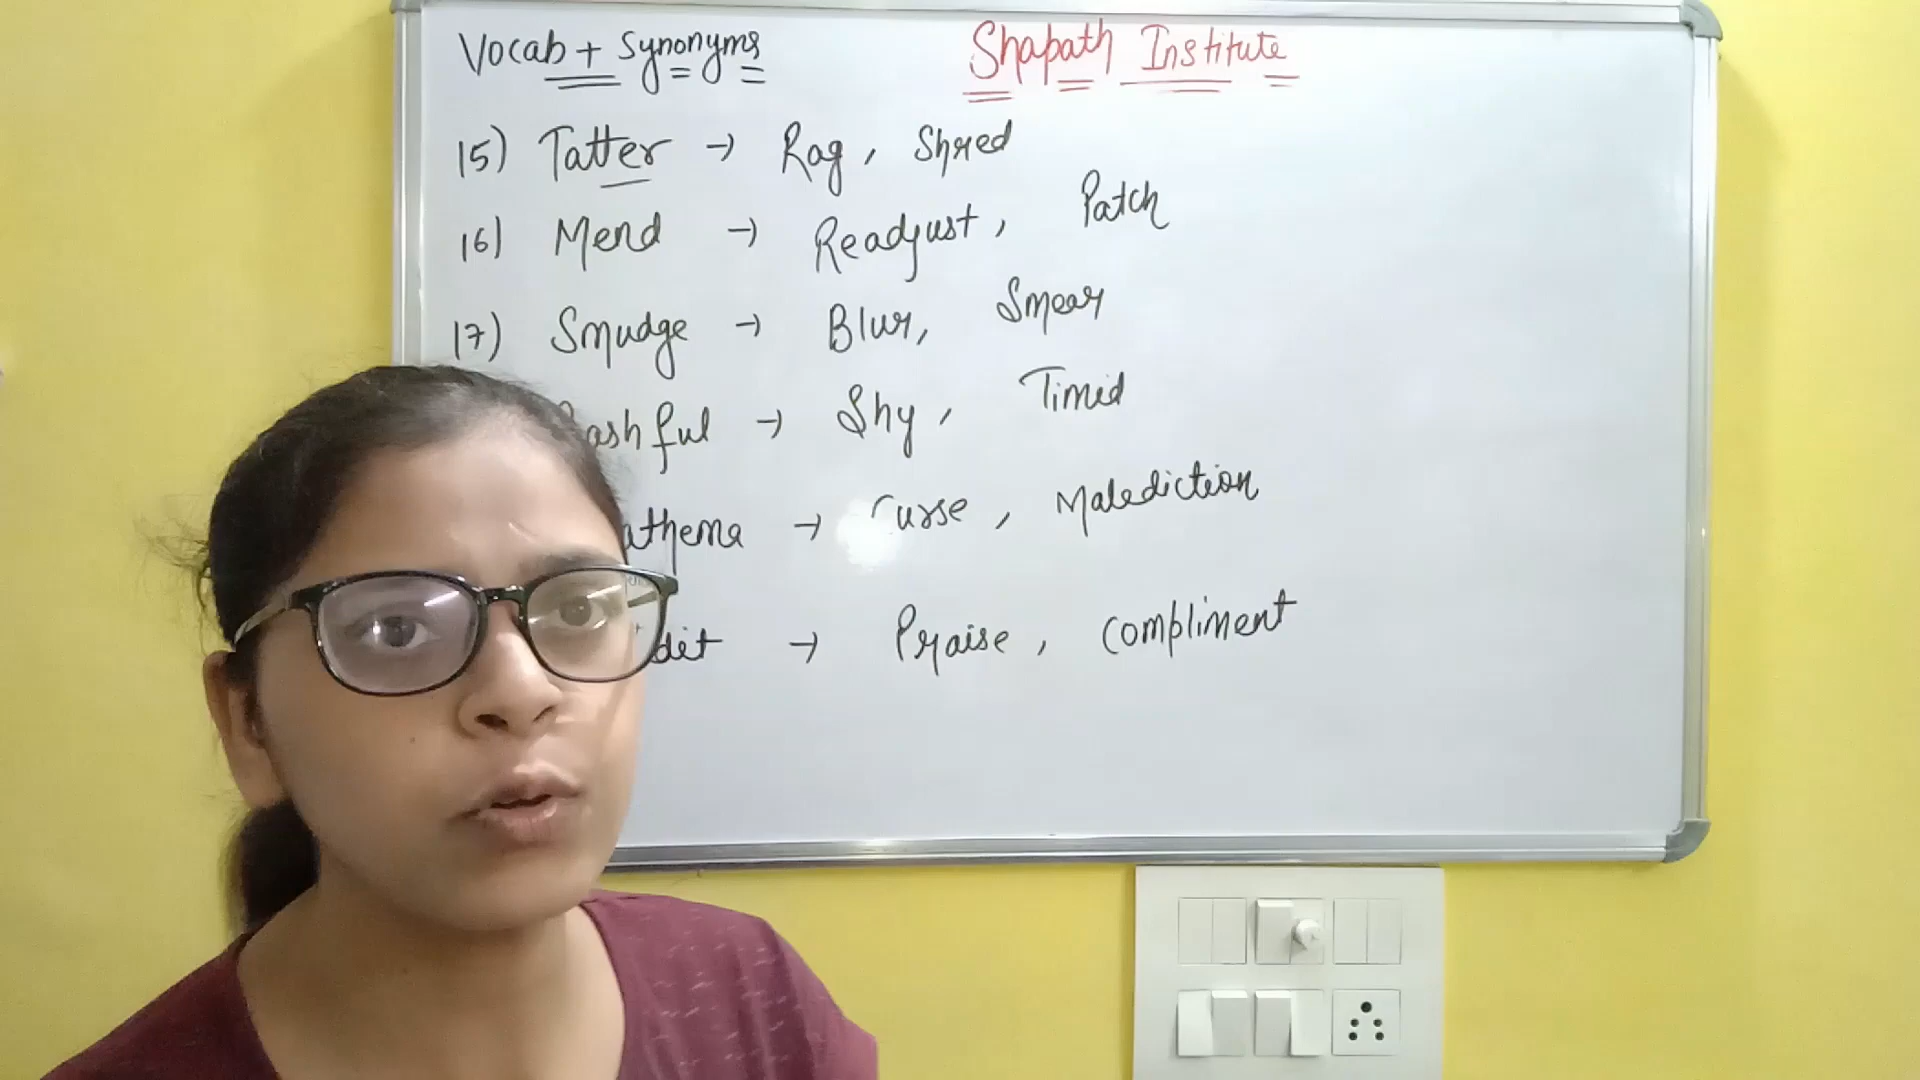 Vocab + Synonyms
Shapath Institute
15) Tatter → Rag, Shred
16) Mend → Readjust, Patch
17) Smudge → Blur, Smear
ashful → Shy, Timid
athema → Curse, Malediction
dit → Praise, Compliment